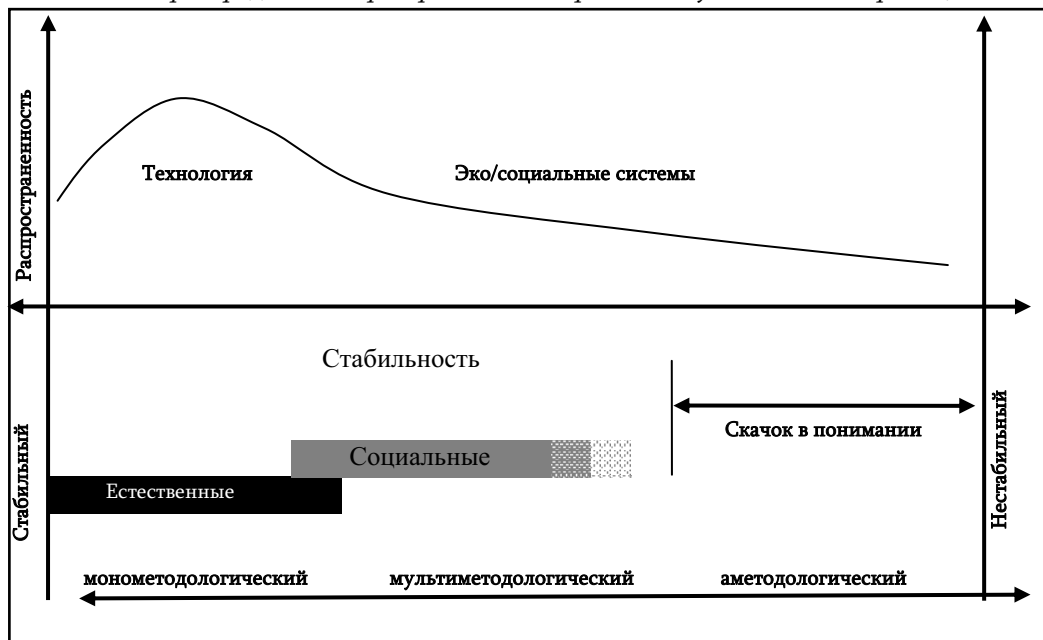 Распространенность
Технология
Эко/социальные системы
Стабильность
Стабильный
Скачок в понимании
Нестабильный
Социальные
Естественные
монометодологический мультиметодологический аметодологический